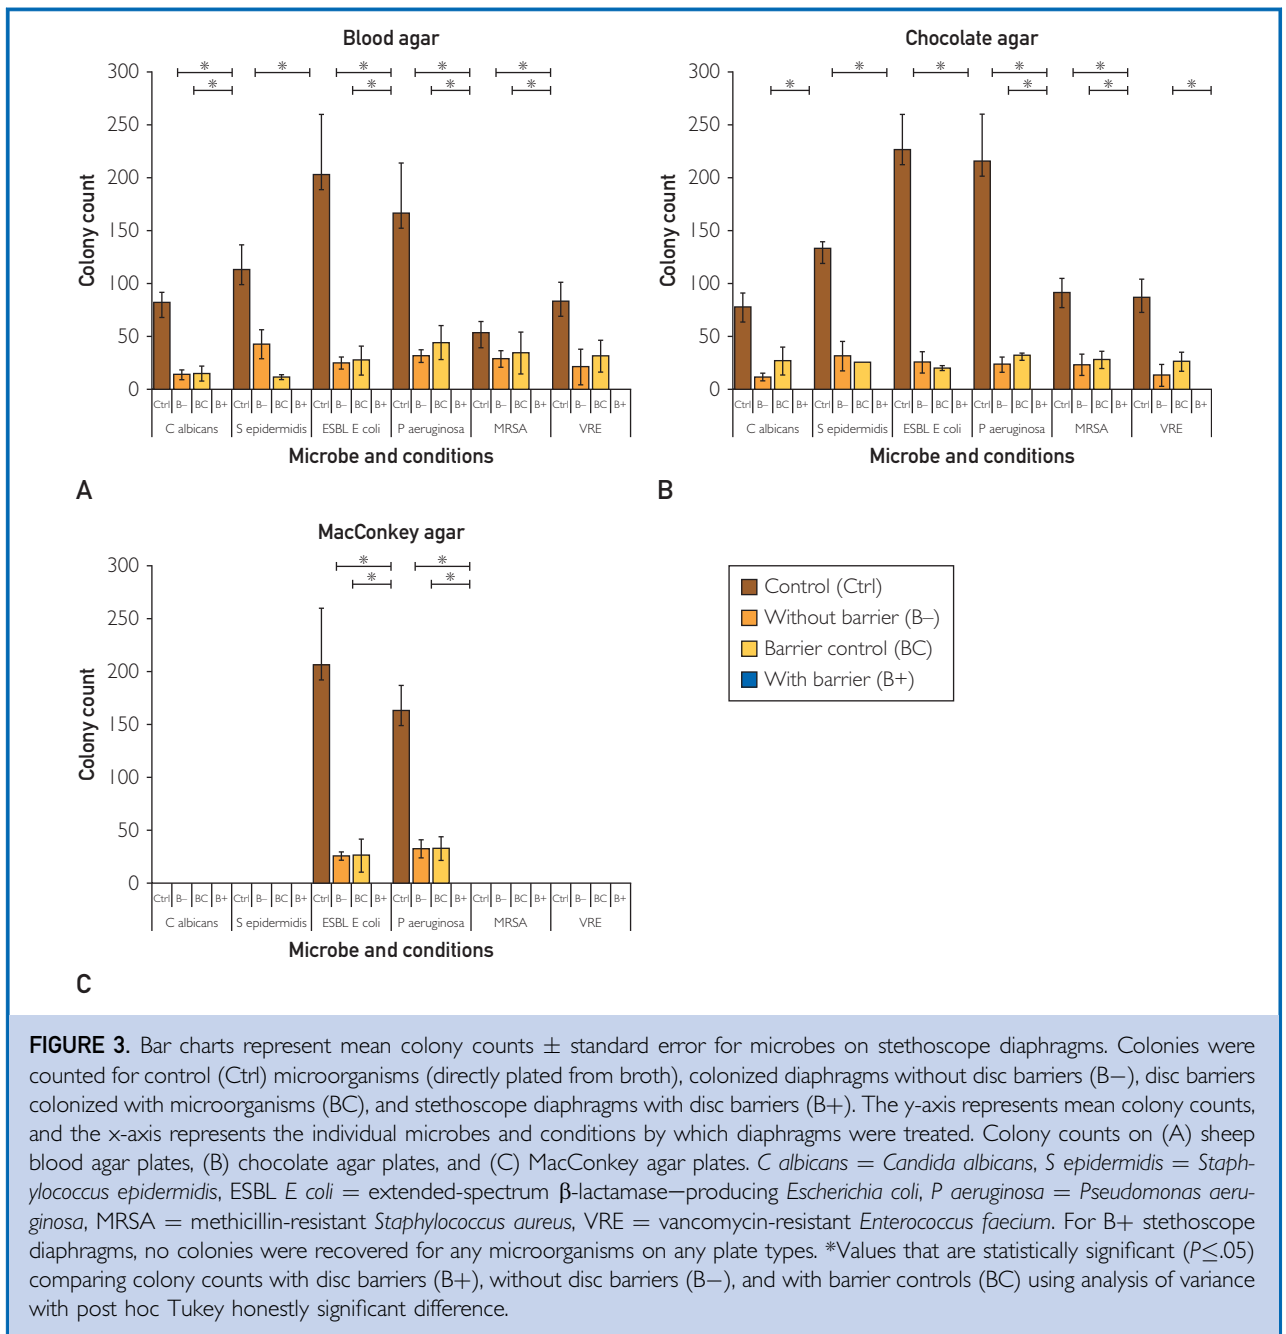 Blood agar
* * * * *
* * * *
300
250
200
150
100
50
0
Colony count
Ctrl B– BC B+ Ctrl B– BC B+ Ctrl B– BC B+ Ctrl B– BC B+ Ctrl B– BC B+ Ctrl B– BC B+
C albicans S epidermidis ESBL E coli P aeruginosa MRSA VRE
Microbe and conditions
A
Chocolate agar
* * * *
* * * *
300
250
200
150
100
50
0
Colony count
Ctrl B– BC B+ Ctrl B– BC B+ Ctrl B– BC B+ Ctrl B– BC B+ Ctrl B– BC B+ Ctrl B– BC B+
C albicans S epidermidis ESBL E coli P aeruginosa MRSA VRE
Microbe and conditions
B
MacConkey agar
* *
* *
300
250
200
150
100
50
0
Colony count
Ctrl B– BC B+ Ctrl B– BC B+ Ctrl B– BC B+ Ctrl B– BC B+ Ctrl B– BC B+ Ctrl B– BC B+
C albicans S epidermidis ESBL E coli P aeruginosa MRSA VRE
Microbe and conditions
C
Control (Ctrl)
Without barrier (B–)
Barrier control (BC)
With barrier (B+)
FIGURE 3. Bar charts represent mean colony counts ± standard error for microbes on stethoscope diaphragms. Colonies were
counted for control (Ctrl) microorganisms (directly plated from broth), colonized diaphragms without disc barriers (B−), disc barriers
colonized with microorganisms (BC), and stethoscope diaphragms with disc barriers (B+). The y-axis represents mean colony counts,
and the x-axis represents the individual microbes and conditions by which diaphragms were treated. Colony counts on (A) sheep
blood agar plates, (B) chocolate agar plates, and (C) MacConkey agar plates. C albicans = Candida albicans, S epidermidis = Staph-
ylococcus epidermidis, ESBL E coli = extended-spectrum β-lactamase−producing Escherichia coli, P aeruginosa = Pseudomonas aeru-
ginosa, MRSA = methicillin-resistant Staphylococcus aureus, VRE = vancomycin-resistant Enterococcus faecium. For B+ stethoscope
diaphragms, no colonies were recovered for any microorganisms on any plate types. *Values that are statistically significant (P≤.05)
comparing colony counts with disc barriers (B+), without disc barriers (B−), and with barrier controls (BC) using analysis of variance
with post hoc Tukey honestly significant difference.